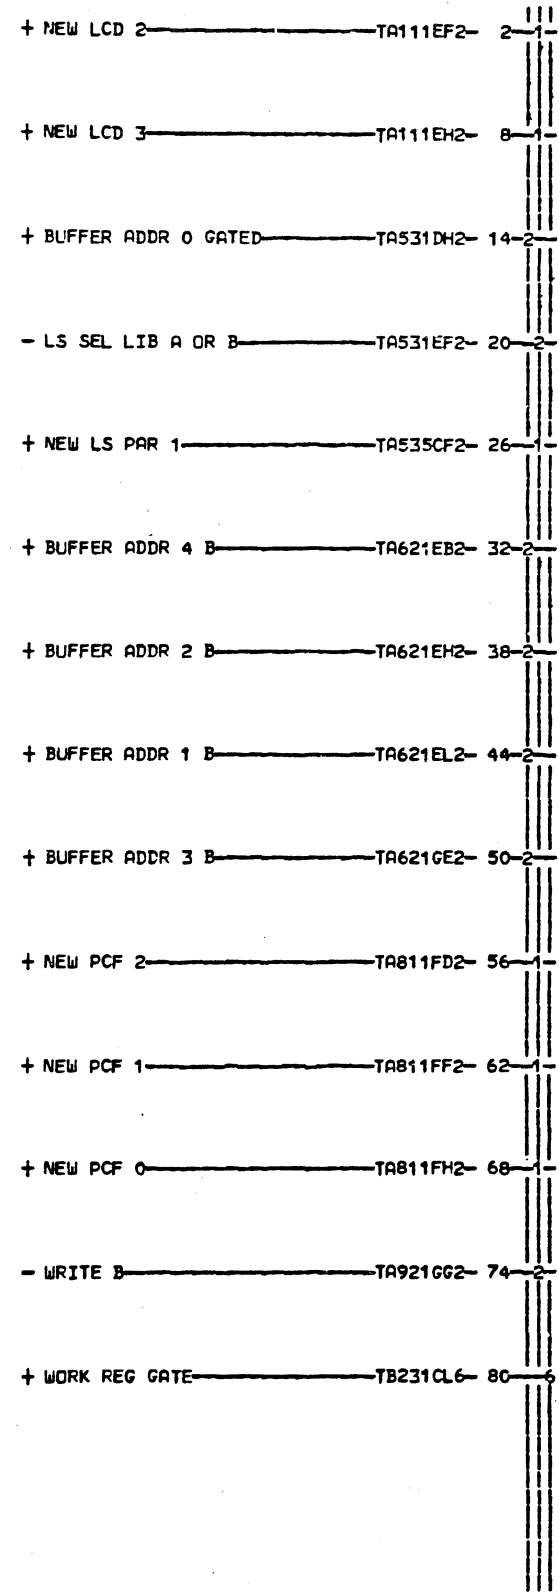 + NEW LCD 2 TA111EF2- 2 1
+ NEW LCD 3 TA111EH2- 8 1
+ BUFFER ADDR 0 GATED TA531DH2- 14 2
- LS SEL LIB A OR B TA531EF2- 20 2
+ NEW LS PAR 1 TA535CF2- 26 1
+ BUFFER ADDR 4 B TA621EB2- 32 2
+ BUFFER ADDR 2 B TA621EH2- 38 2
+ BUFFER ADDR 1 B TA621EL2- 44 2
+ BUFFER ADDR 3 B TA621GE2- 50 2
+ NEW PCF 2 TA811FD2- 56 1
+ NEW PCF 1 TA811FF2- 62 1
+ NEW PCF 0 TA811FH2- 68 1
- WRITE B TA921GG2- 74 2
+ WORK REG GATE TB231CL6- 80 6